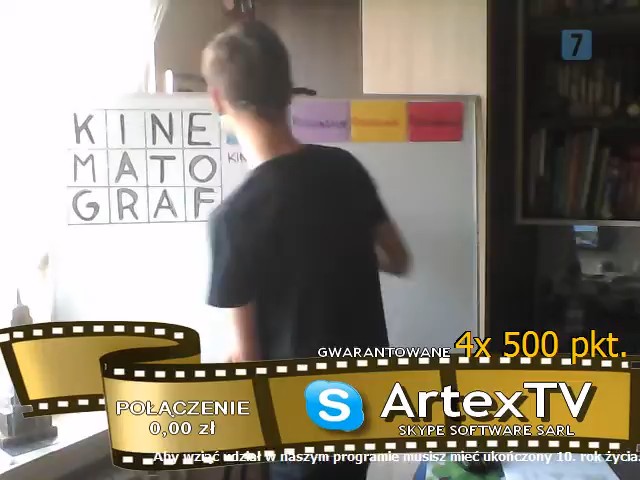 7
KINE
MATO
GRAF
KIN
GWARANTOWANE 4x 500 pkt.
POŁĄCZENIE
0,00 zł
S ArtexTV
SKYPE SOFTWARE SARL
Aby wziąć udział w naszym programie musisz mieć ukończony 10. rok życia.